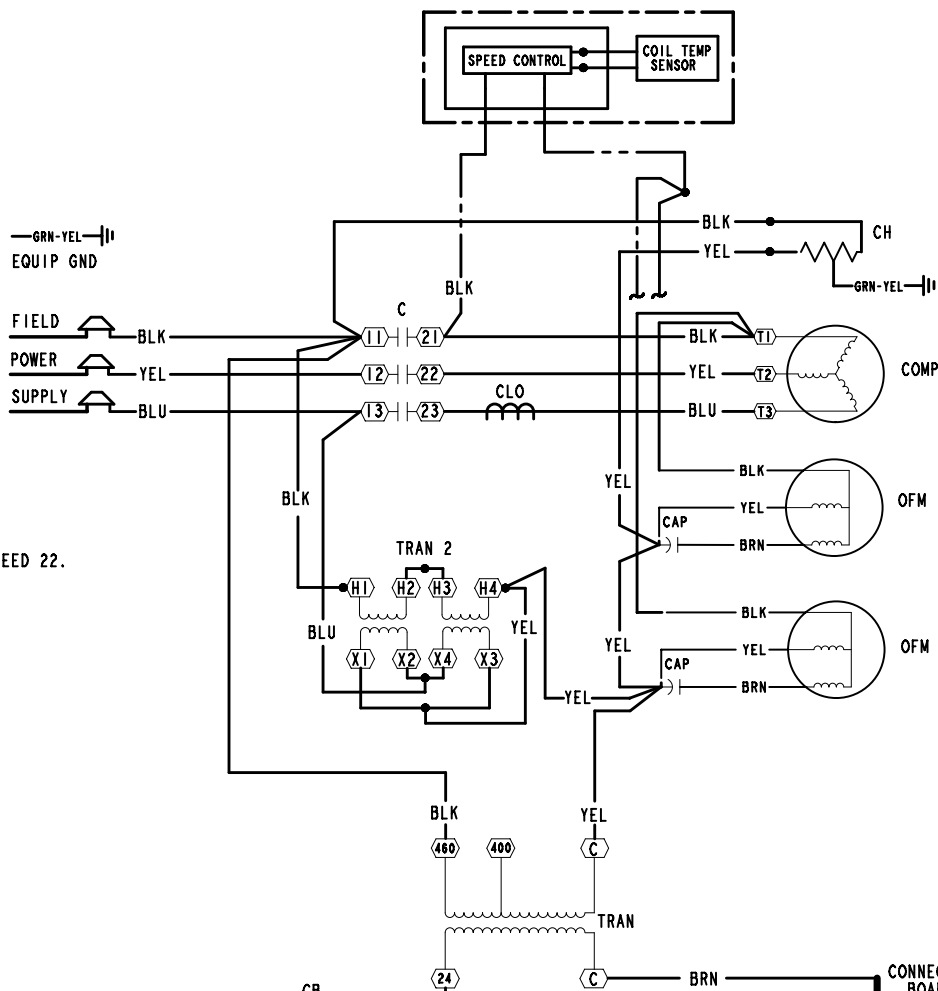 SPEED CONTROL
COIL TEMP
SENSOR
GRN-YEL
EQUIP GND
BLK
CH
YEL
GRN-YEL
BLK
C
FIELD
BLK
11
21
BLK
T1
POWER
YEL
12
22
YEL
T2
COMP
SUPPLY
BLU
13
23
CLO
BLU
T3
BLK
BLK
YEL
YEL
OFM
CAP
BRN
EED 22.
TRAN 2
H1
H2
H3
H4
BLK
BLU
YEL
YEL
YEL
OFM
X1
X2
X4
X3
CAP
BRN
YEL
BLK
YEL
460
400
C
TRAN
24
C
BRN
CONNEC
BOA
CB